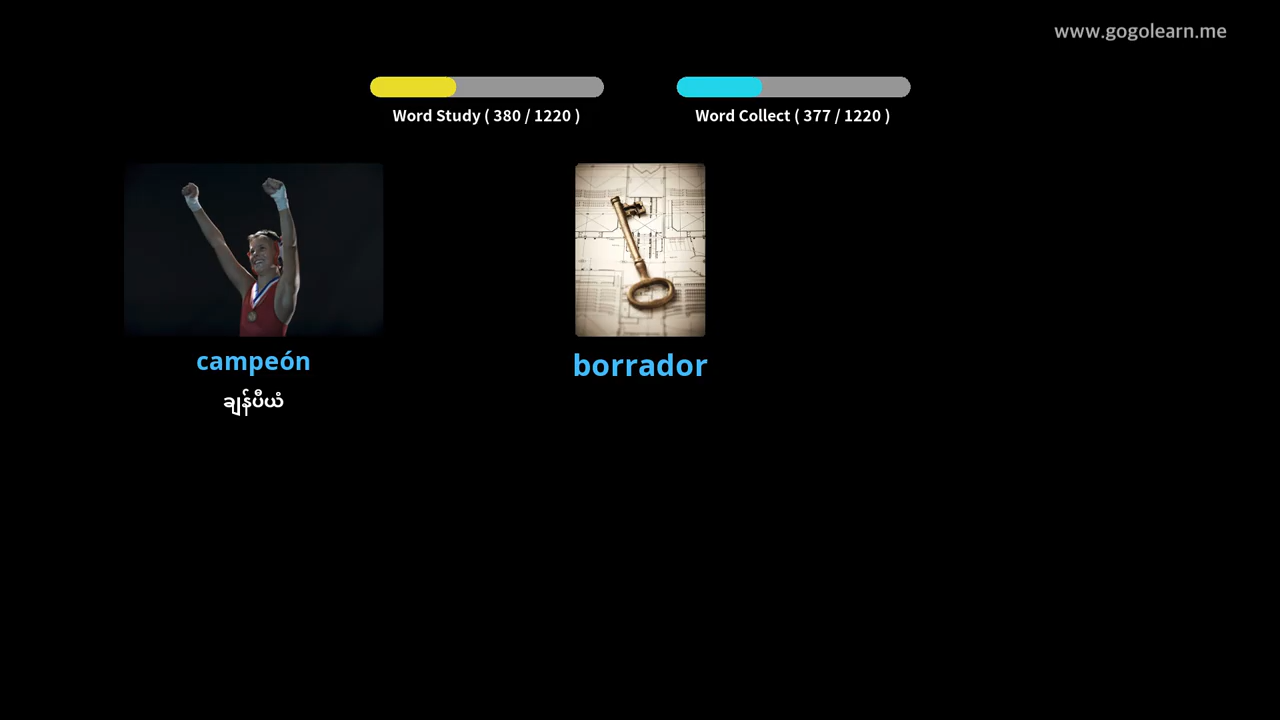 www.gogolearn.me
Word Study ( 380 / 1220 )
Word Collect ( 377 / 1220 )
campeón
ချန်ပီယံ
borrador